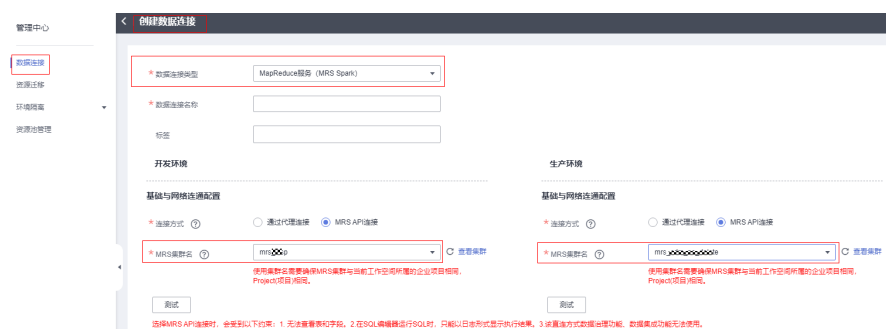 管理中心
创建数据连接
数据连接
资源迁移
环境隔离
资源池管理
* 数据连接类型
MapReduce服务（MRS Spark）
* 数据连接名称
标签
开发环境
生产环境
基础与网络连通配置
基础与网络连通配置
* 连接方式
通过代理连接
MRS API连接
* 连接方式
通过代理连接
MRS API连接
* MRS集群名
查看集群
* MRS集群名
查看集群
使用集群名需要确保MRS集群与当前工作空间所属的企业项目相同，
Project(项目)相同。
使用集群名需要确保MRS集群与当前工作空间所属的企业项目相同，
Project(项目)相同。
测试
测试
选择MRS API连接时，会受到以下约束：1. 无法查看表和字段。2.在SQL编辑器运行SQL时，只能以日志形式显示执行结果。3.该直连方式数据治理功能、数据集成功能无法使用。